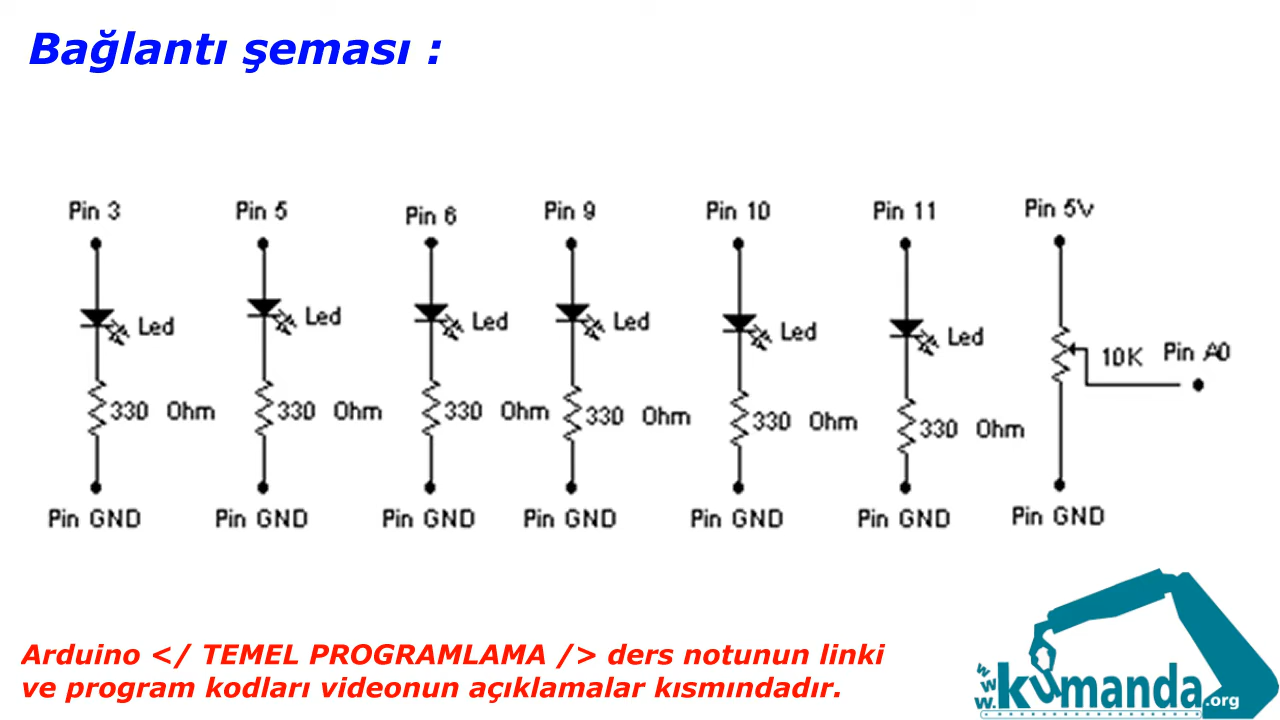 Bağlantı şeması :
Pin 3 Pin 5 Pin 6 Pin 9 Pin 10 Pin 11 Pin 5V
Led Led Led Led Led Led 10K Pin A0
330 Ohm 330 Ohm 330 Ohm 330 Ohm 330 Ohm 330 Ohm
Pin GND Pin GND Pin GND Pin GND Pin GND Pin GND Pin GND
Arduino </ TEMEL PROGRAMLAMA /> ders notunun linki
ve program kodları videonun açıklamalar kısmındadır.
www.kumanda.org